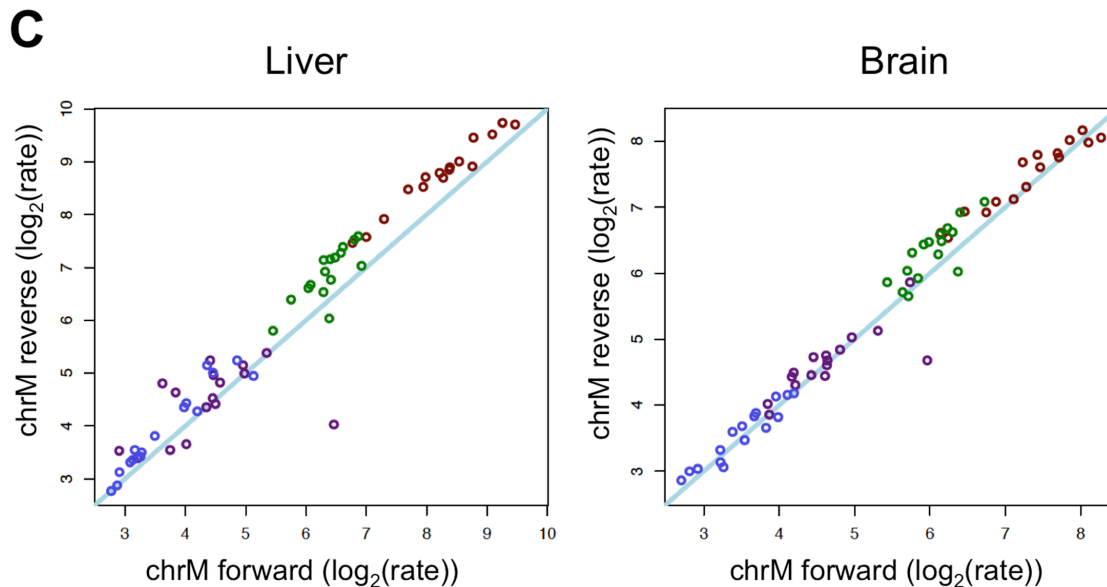 C
Liver
Brain
chrM reverse (log₂(rate))
10
9
8
7
6
5
4
3
3 4 5 6 7 8 9 10
chrM forward (log₂(rate))
chrM reverse (log₂(rate))
8
7
6
5
4
3
3 4 5 6 7 8
chrM forward (log₂(rate))